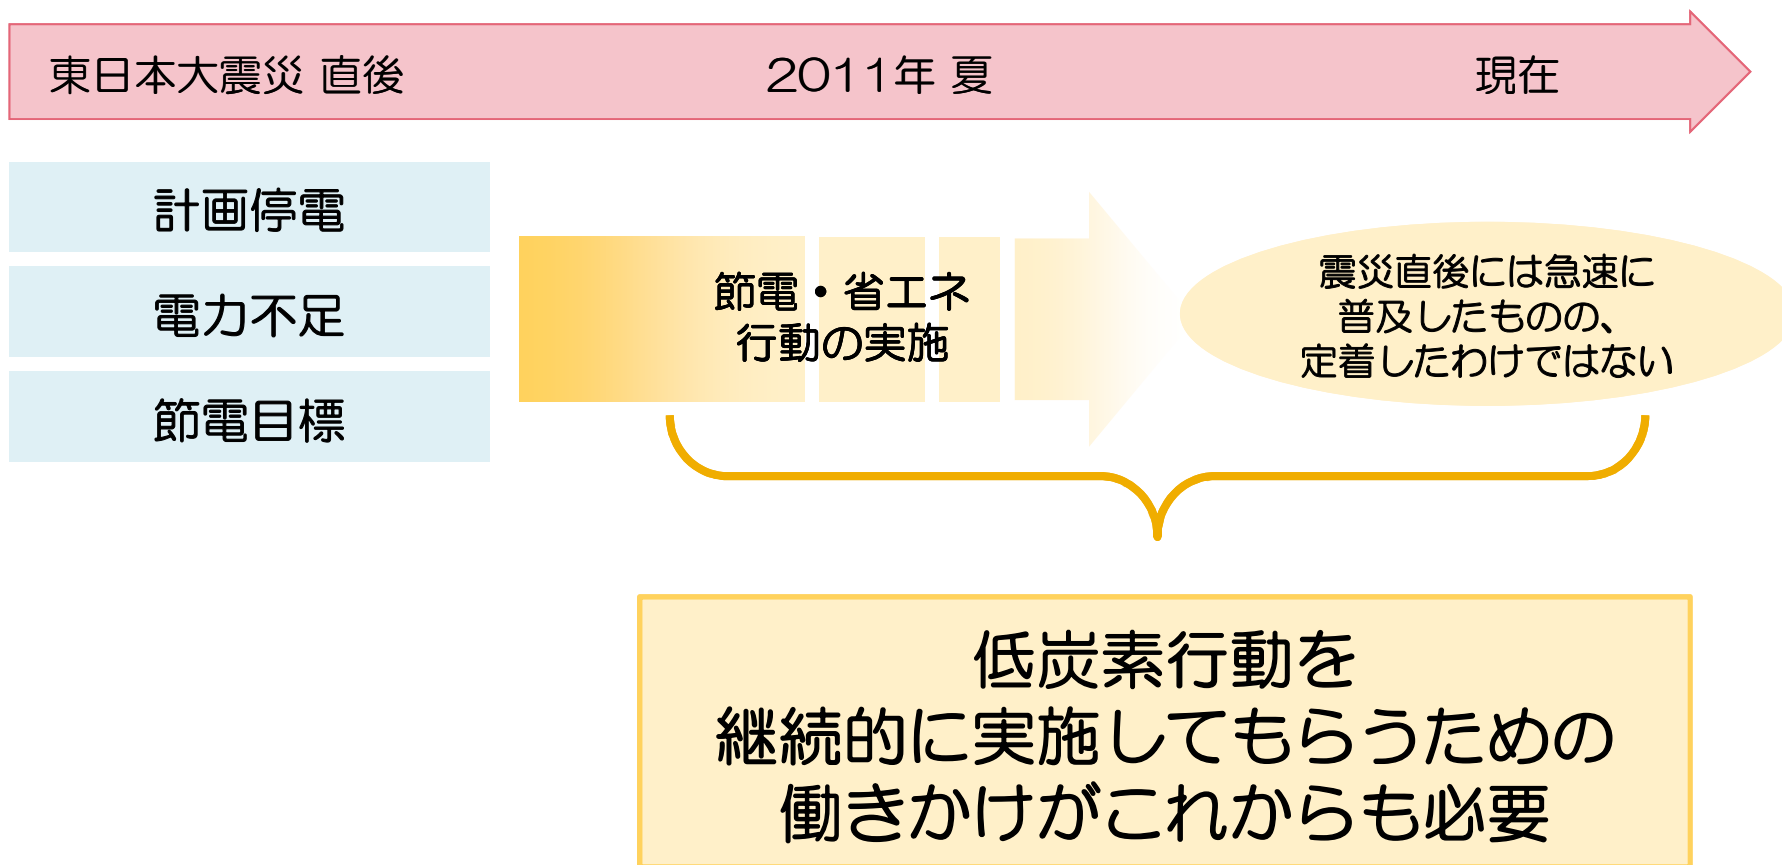 東日本大震災 直後
2011年 夏
現在
計画停電
電力不足
節電目標
節電・省エネ
行動の実施
震災直後には急速に
普及したものの、
定着したわけではない
低炭素行動を
継続的に実施してもらうための
働きかけがこれからも必要